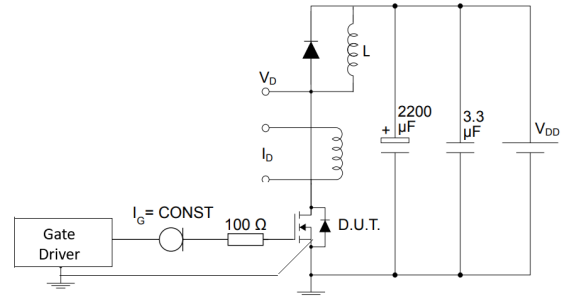 L
V_D
2200
µF
+
3.3
µF
V_DD
I_D
I_G= CONST
100 Ω
D.U.T.
Gate
Driver